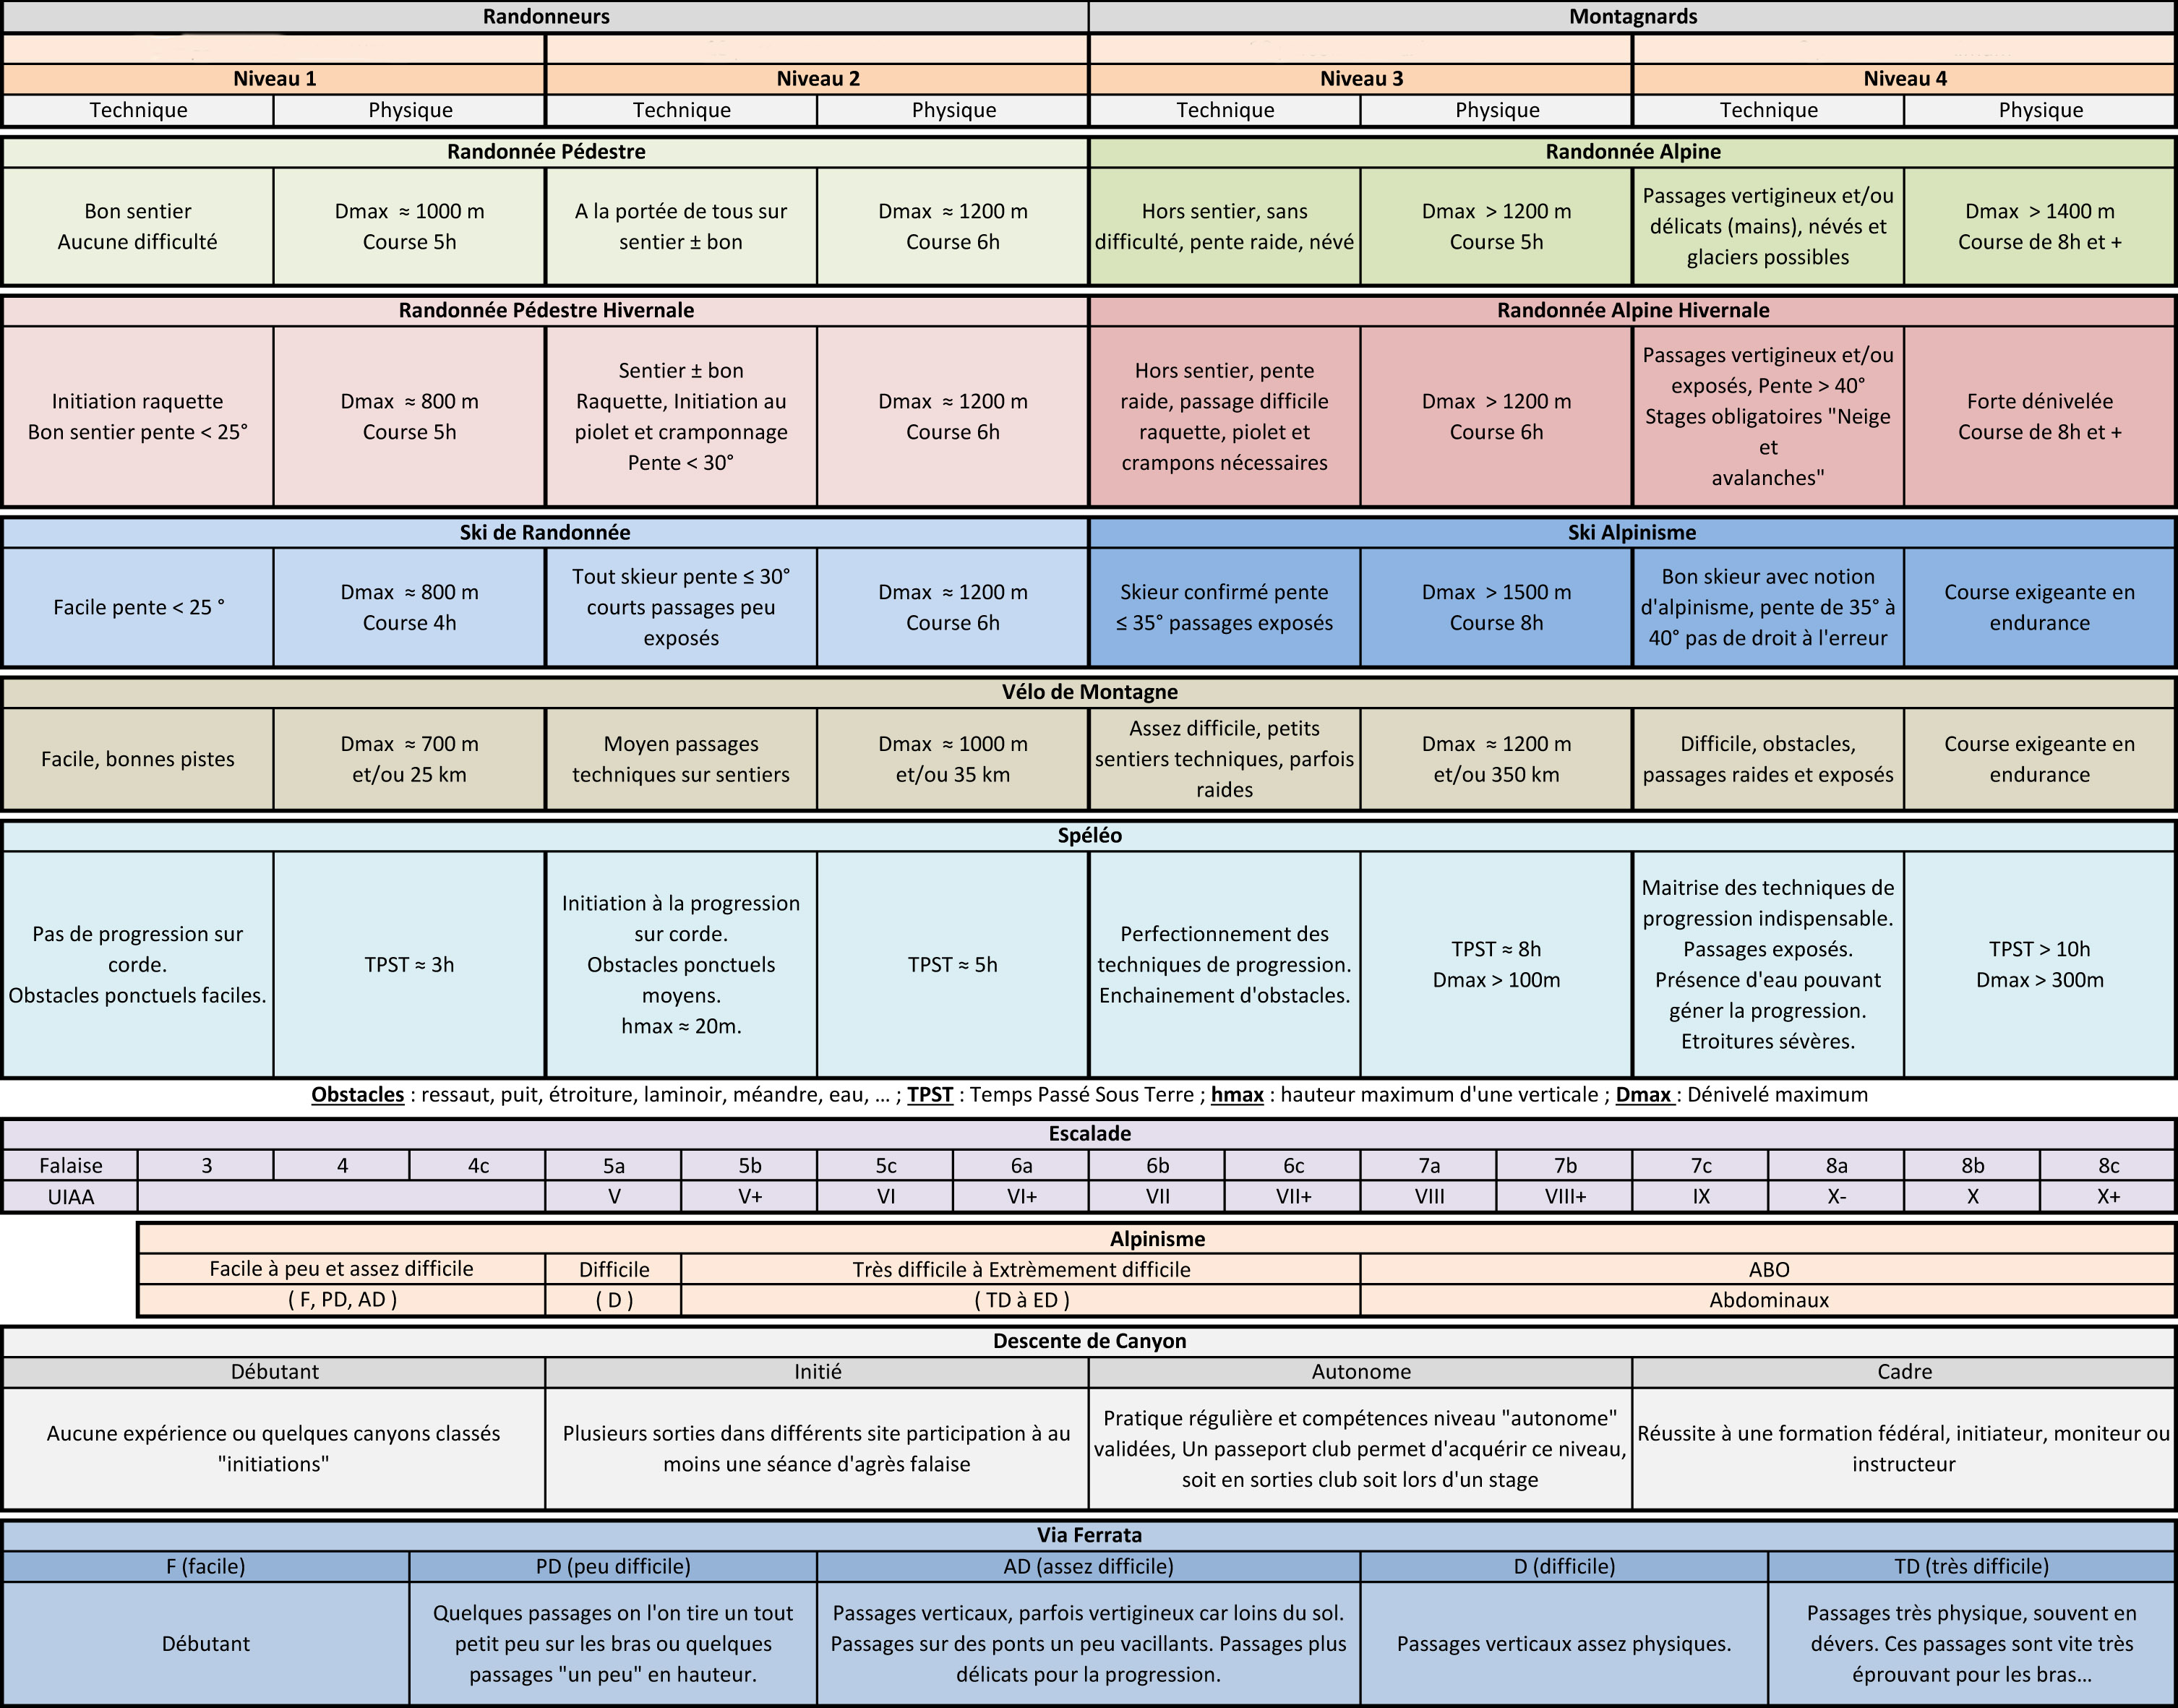 Randonneurs
Montagnards
Niveau 1
Niveau 2
Niveau 3
Niveau 4
Technique
Physique
Technique
Physique
Technique
Physique
Technique
Physique
Randonnée Pédestre
Randonnée Alpine
Bon sentier
Aucune difficulté
Dmax ≈ 1000 m
Course 5h
A la portée de tous sur
sentier ± bon
Dmax ≈ 1200 m
Course 6h
Hors sentier, sans
difficulté, pente raide, névé
Dmax > 1200 m
Course 5h
Passages vertigineux et/ou
délicats (mains), névés et
glaciers possibles
Dmax > 1400 m
Course de 8h et +
Randonnée Pédestre Hivernale
Randonnée Alpine Hivernale
Initiation raquette
Bon sentier pente < 25°
Dmax ≈ 800 m
Course 5h
Sentier ± bon
Raquette, Initiation au
piolet et cramponnage
Pente < 30°
Dmax ≈ 1200 m
Course 6h
Hors sentier, pente
raide, passage difficile
raquette, piolet et
crampons nécessaires
Dmax > 1200 m
Course 6h
Passages vertigineux et/ou
exposés, Pente > 40°
Stages obligatoires "Neige
et
avalanches"
Forte dénivelée
Course de 8h et +
Ski de Randonnée
Ski Alpinisme
Facile pente < 25 °
Dmax ≈ 800 m
Course 4h
Tout skieur pente ≤ 30°
courts passages peu
exposés
Dmax ≈ 1200 m
Course 6h
Skieur confirmé pente
≤ 35° passages exposés
Dmax > 1500 m
Course 8h
Bon skieur avec notion
d'alpinisme, pente de 35° à
40° pas de droit à l'erreur
Course exigeante en
endurance
Vélo de Montagne
Facile, bonnes pistes
Dmax ≈ 700 m
et/ou 25 km
Moyen passages
techniques sur sentiers
Dmax ≈ 1000 m
et/ou 35 km
Assez difficile, petits
sentiers techniques, parfois
raides
Dmax ≈ 1200 m
et/ou 350 km
Difficile, obstacles,
passages raides et exposés
Course exigeante en
endurance
Spéléo
Pas de progression sur
corde.
Obstacles ponctuels faciles.
TPST ≈ 3h
Initiation à la progression
sur corde.
Obstacles ponctuels
moyens.
hmax ≈ 20m.
TPST ≈ 5h
Perfectionnement des
techniques de progression.
Enchainement d'obstacles.
TPST ≈ 8h
Dmax > 100m
Maitrise des techniques de
progression indispensable.
Passages exposés.
Présence d'eau pouvant
géner la progression.
Etroitures sévères.
TPST > 10h
Dmax > 300m
Obstacles : ressaut, puit, étroiture, laminoir, méandre, eau, ... ; TPST : Temps Passé Sous Terre ; hmax : hauteur maximum d'une verticale ; Dmax : Dénivelé maximum
Escalade
Falaise 3 4 4c 5a 5b 5c 6a 6b 6c 7a 7b 7c 8a 8b 8c
UIAA V V+ VI VI+ VII VII+ VIII VIII+ IX X- X X+
Alpinisme
Facile à peu et assez difficile
Difficile
Très difficile à Extrèmement difficile
ABO
( F, PD, AD )
( D )
( TD à ED )
Abdominaux
Descente de Canyon
Débutant
Initié
Autonome
Cadre
Aucune expérience ou quelques canyons classés
"initiations"
Plusieurs sorties dans différents site participation à au
moins une séance d'agrès falaise
Pratique régulière et compétences niveau "autonome"
validées, Un passeport club permet d'acquérir ce niveau,
soit en sorties club soit lors d'un stage
Réussite à une formation fédéral, initiateur, moniteur ou
instructeur
Via Ferrata
F (facile)
PD (peu difficile)
AD (assez difficile)
D (difficile)
TD (très difficile)
Débutant
Quelques passages on l'on tire un tout
petit peu sur les bras ou quelques
passages "un peu" en hauteur.
Passages verticaux, parfois vertigineux car loins du sol.
Passages sur des ponts un peu vacillants. Passages plus
délicats pour la progression.
Passages verticaux assez physiques.
Passages très physique, souvent en
dévers. Ces passages sont vite très
éprouvant pour les bras...